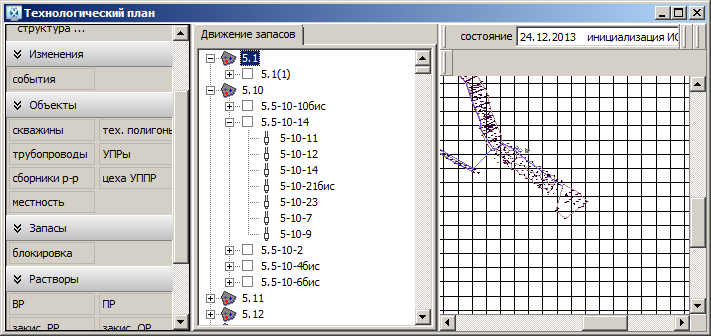 Технологический план
структура ...
Изменения
события
Объекты
скважины тех. полигоны
трубопроводы УПРы
сборники р-р цеха УППР
местность
Запасы
блокировка
Растворы
ВР ПР
закис. РР закис. ОР
Движение запасов
5.1
5.1(1)
5.10
5.5-10-10бис
5.5-10-14
5-10-11
5-10-12
5-10-14
5-10-21бис
5-10-23
5-10-7
5-10-9
5.5-10-2
5.5-10-4бис
5.5-10-6бис
5.11
5.12
состояние 24.12.2013 инициализация ИС